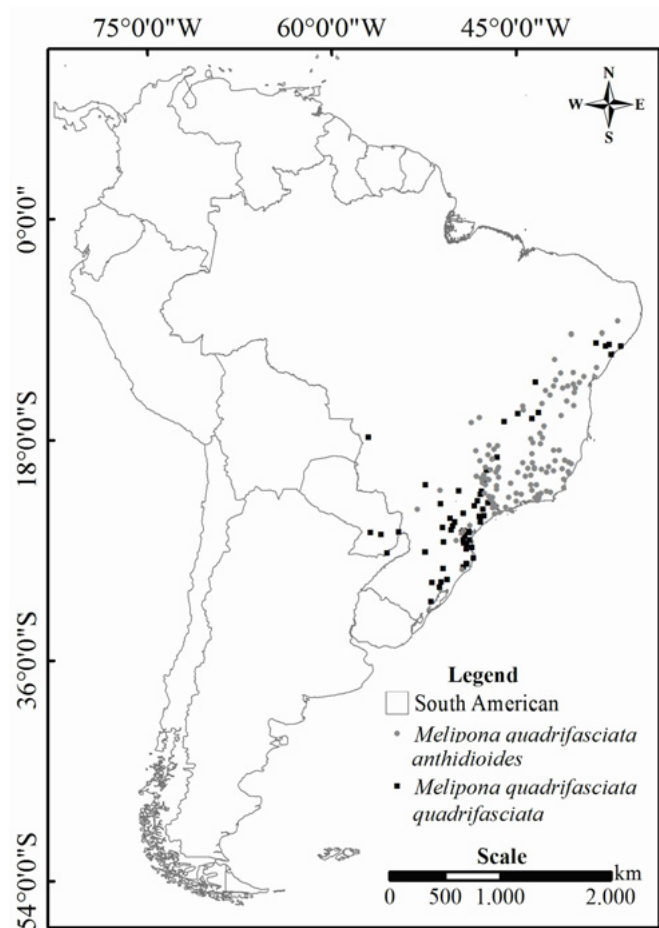 75°0'0"W 60°0'0"W 45°0'0"W
N
W E
S
0°0'0"
18°0'0"S
36°0'0"S
54°0'0"S
Legend
South American
Melipona quadrifasciata
anthidioides
Melipona quadrifasciata
quadrifasciata
Scale
km
0 500 1.000 2.000